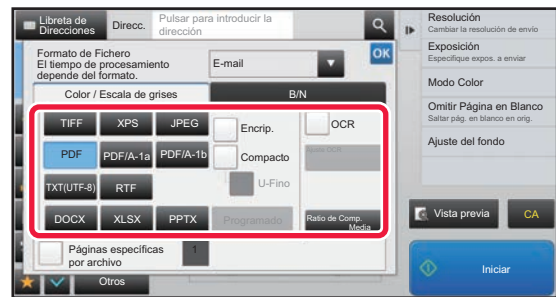 Libreta de
Direcciones
Direcc.
Pulsar para introducir la
dirección
Formato de Fichero
El tiempo de procesamiento
depende del formato.
E-mail
OK
Color / Escala de grises
B/N
TIFF
XPS
JPEG
Encrip.
OCR
PDF
PDF/A-1a
PDF/A-1b
Compacto
Ajuste OCR
U-Fino
TXT(UTF-8)
RTF
DOCX
XLSX
PPTX
Programado
Ratio de Comp.
Media
Páginas específicas
por archivo
1
Otros
Resolución
Cambiar la resolución de envío
Exposición
Especifique expos. a enviar
Modo Color
Omitir Página en Blanco
Saltar pág. en blanco en orig.
Ajuste del fondo
Vista previa
CA
Iniciar